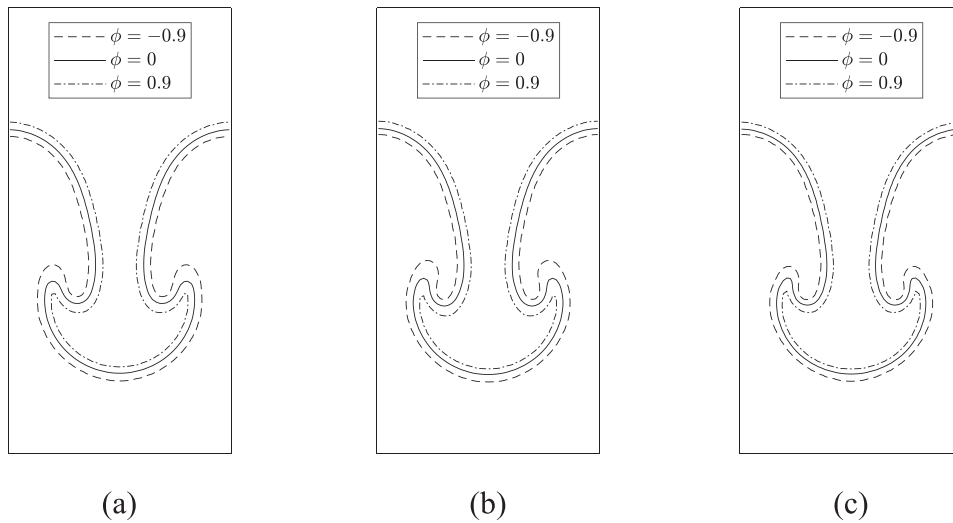 ϕ = −0.9
ϕ = 0
ϕ = 0.9
ϕ = −0.9
ϕ = 0
ϕ = 0.9
ϕ = −0.9
ϕ = 0
ϕ = 0.9
(a)
(b)
(c)